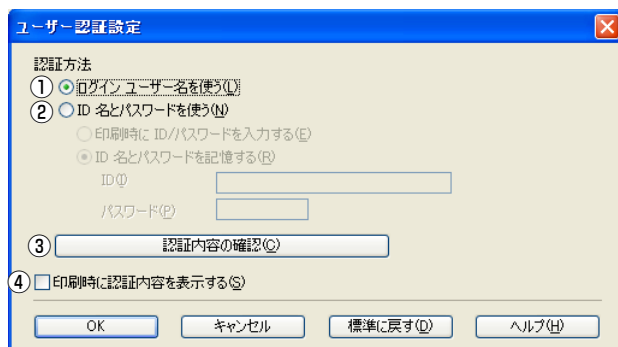 ユーザー認証設定
認証方法
① ログイン ユーザー名を使う(L)
② ID 名とパスワードを使う(N)
印刷時に ID/パスワードを入力する(E)
ID 名とパスワードを記憶する(R)
ID(I)
パスワード(P)
③ 認証内容の確認(C)
④ 印刷時に認証内容を表示する(S)
OK キャンセル 標準に戻す(D) ヘルプ(H)